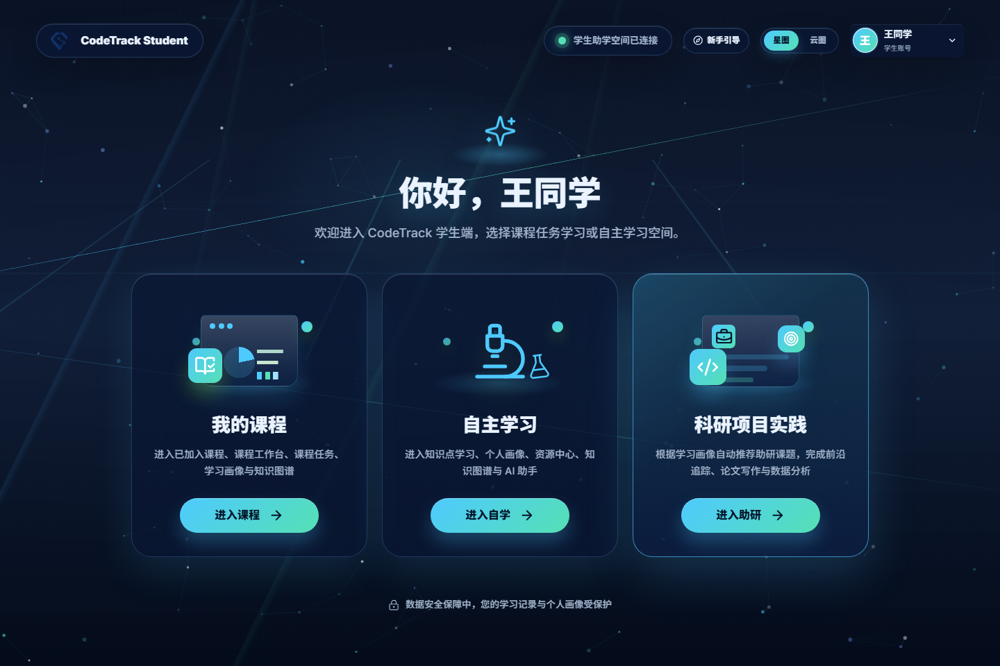 CodeTrack Student
学生助学空间已连接
新手引导
星图
云图
王
王同学
学生账号
你好，王同学
欢迎进入 CodeTrack 学生端，选择课程任务学习或自主学习空间。
我的课程
进入已加入课程、课程工作台、课程任务、
学习画像与知识图谱
进入课程
自主学习
进入知识点学习、个人画像、资源中心、知
识图谱与 AI 助手
进入自学
科研项目实践
根据学习画像自动推荐助研课题，完成前沿
追踪、论文写作与数据分析
进入助研
数据安全保障中，您的学习记录与个人画像受保护